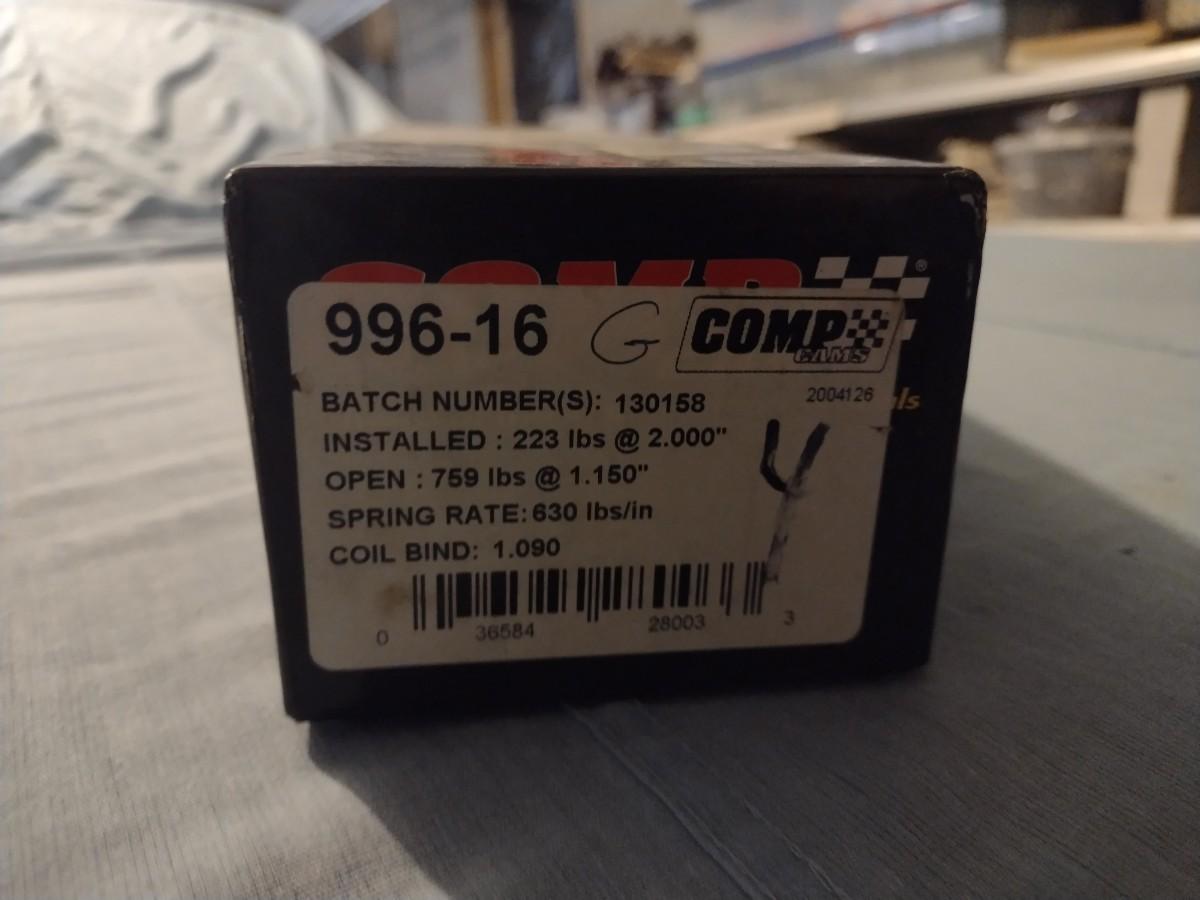 COMP ®
996-16 G COMP
CAMS
BATCH NUMBER(S): 130158 2004126
INSTALLED : 223 lbs @ 2.000"
OPEN : 759 lbs @ 1.150"
SPRING RATE: 630 lbs/in
COIL BIND: 1.090
0 36584 28003 3